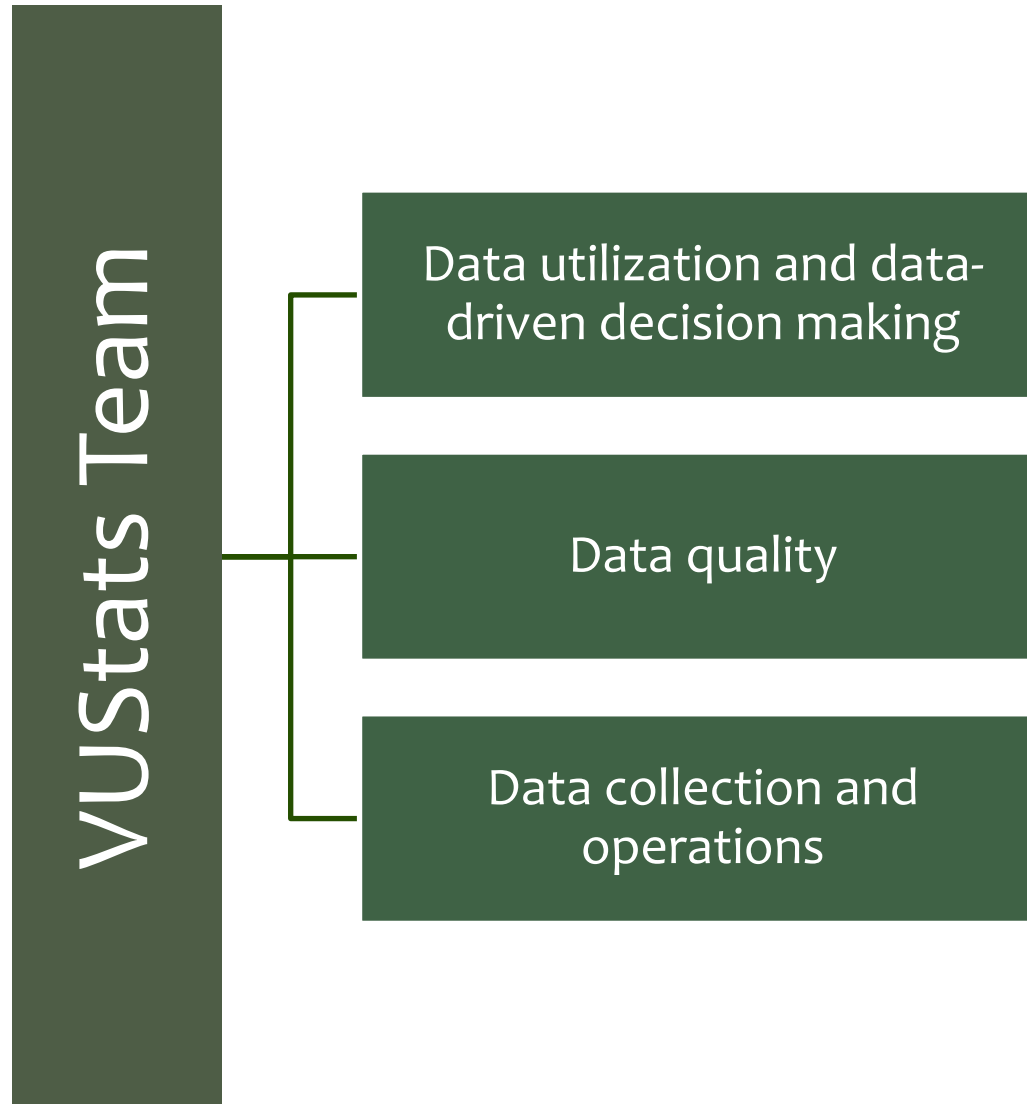 VUStats Team
Data utilization and data-
driven decision making
Data quality
Data collection and
operations